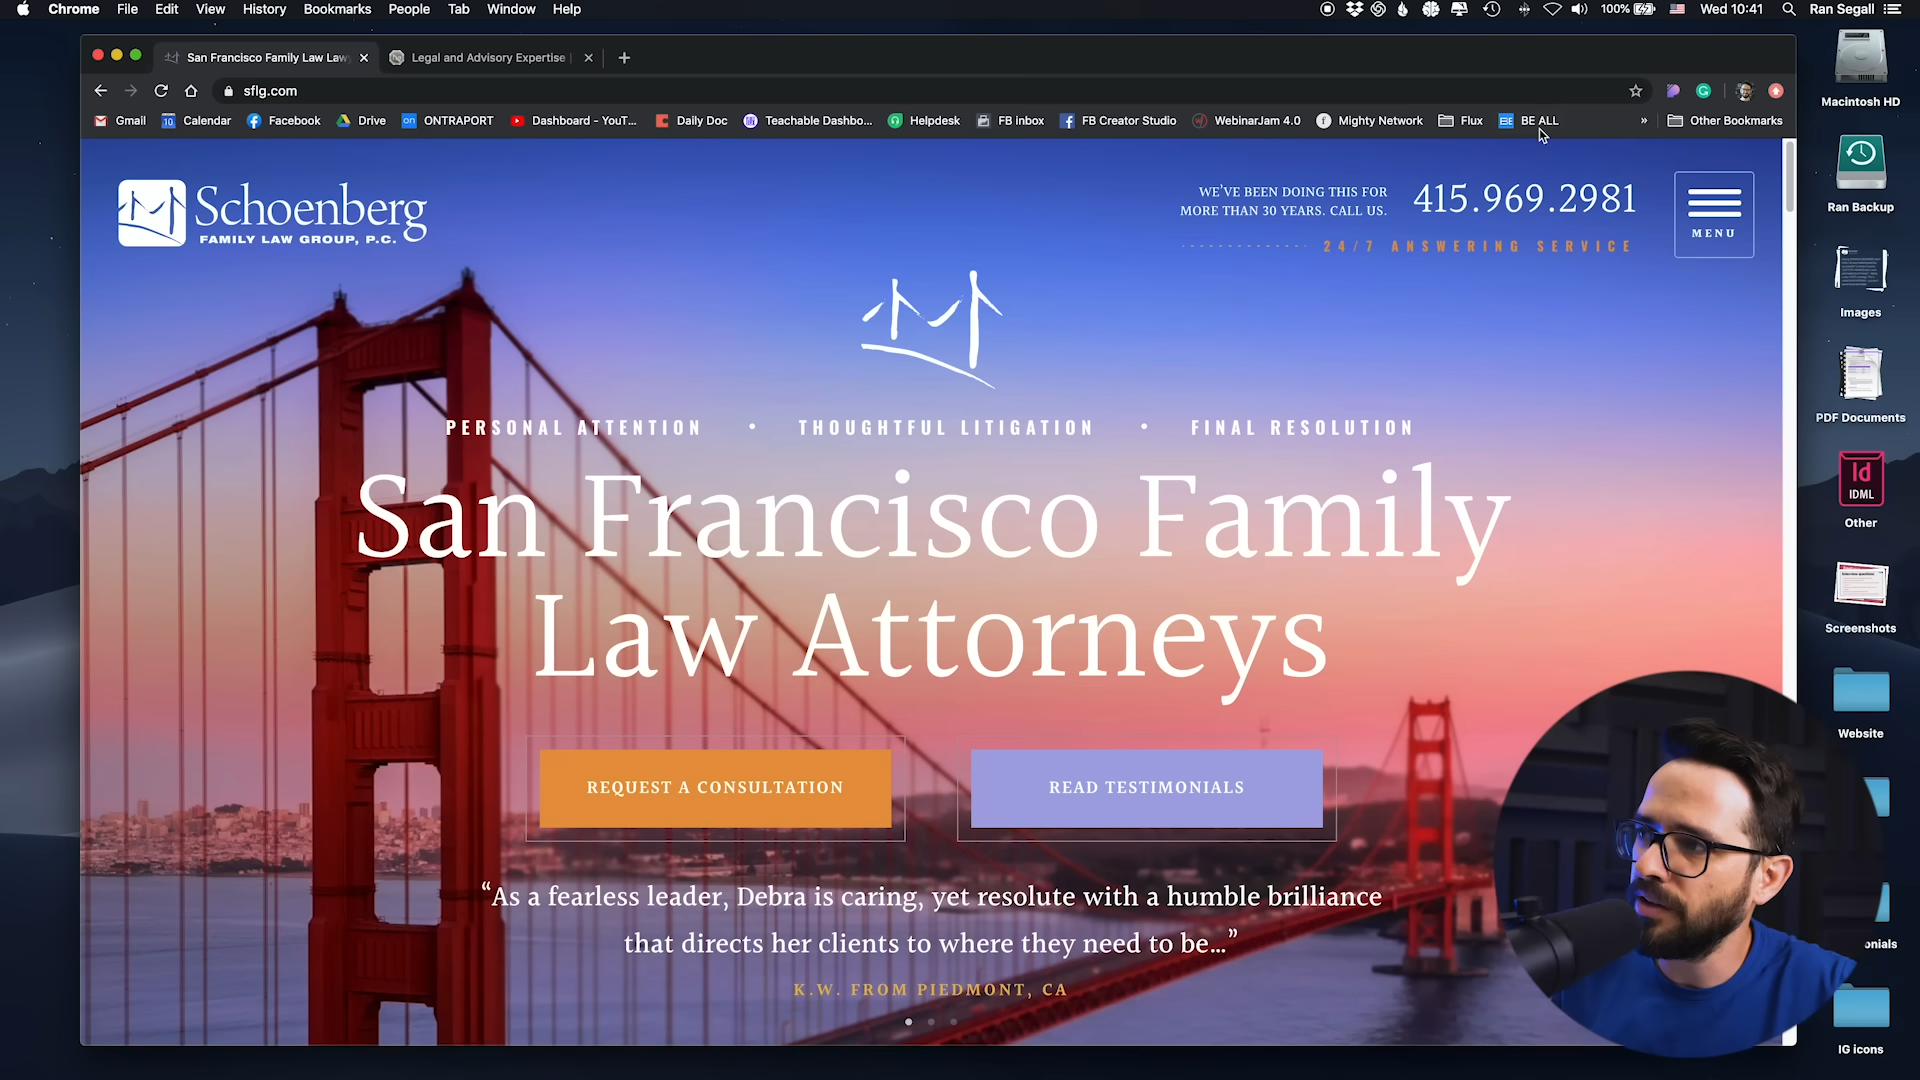 Chrome File Edit View History Bookmarks People Tab Window Help
100% Wed 10:41 Ran Segall
San Francisco Family Law Law
Legal and Advisory Expertise
sflg.com
Gmail Calendar Facebook Drive ONTRAPORT Dashboard - YouT... Daily Doc Teachable Dashbo... Helpdesk FB inbox FB Creator Studio WebinarJam 4.0 Mighty Network Flux BE ALL » Other Bookmarks
Schoenberg
FAMILY LAW GROUP, P.C.
WE'VE BEEN DOING THIS FOR
MORE THAN 30 YEARS. CALL US.
415.969.2981
24/7 ANSWERING SERVICE
MENU
PERSONAL ATTENTION • THOUGHTFUL LITIGATION • FINAL RESOLUTION
San Francisco Family
Law Attorneys
REQUEST A CONSULTATION
READ TESTIMONIALS
“As a fearless leader, Debra is caring, yet resolute with a humble brilliance
that directs her clients to where they need to be...”
K.W. FROM PIEDMONT, CA
Macintosh HD
Ran Backup
Images
PDF Documents
Id
IDML
Other
Screenshots
Website
onials
IG icons